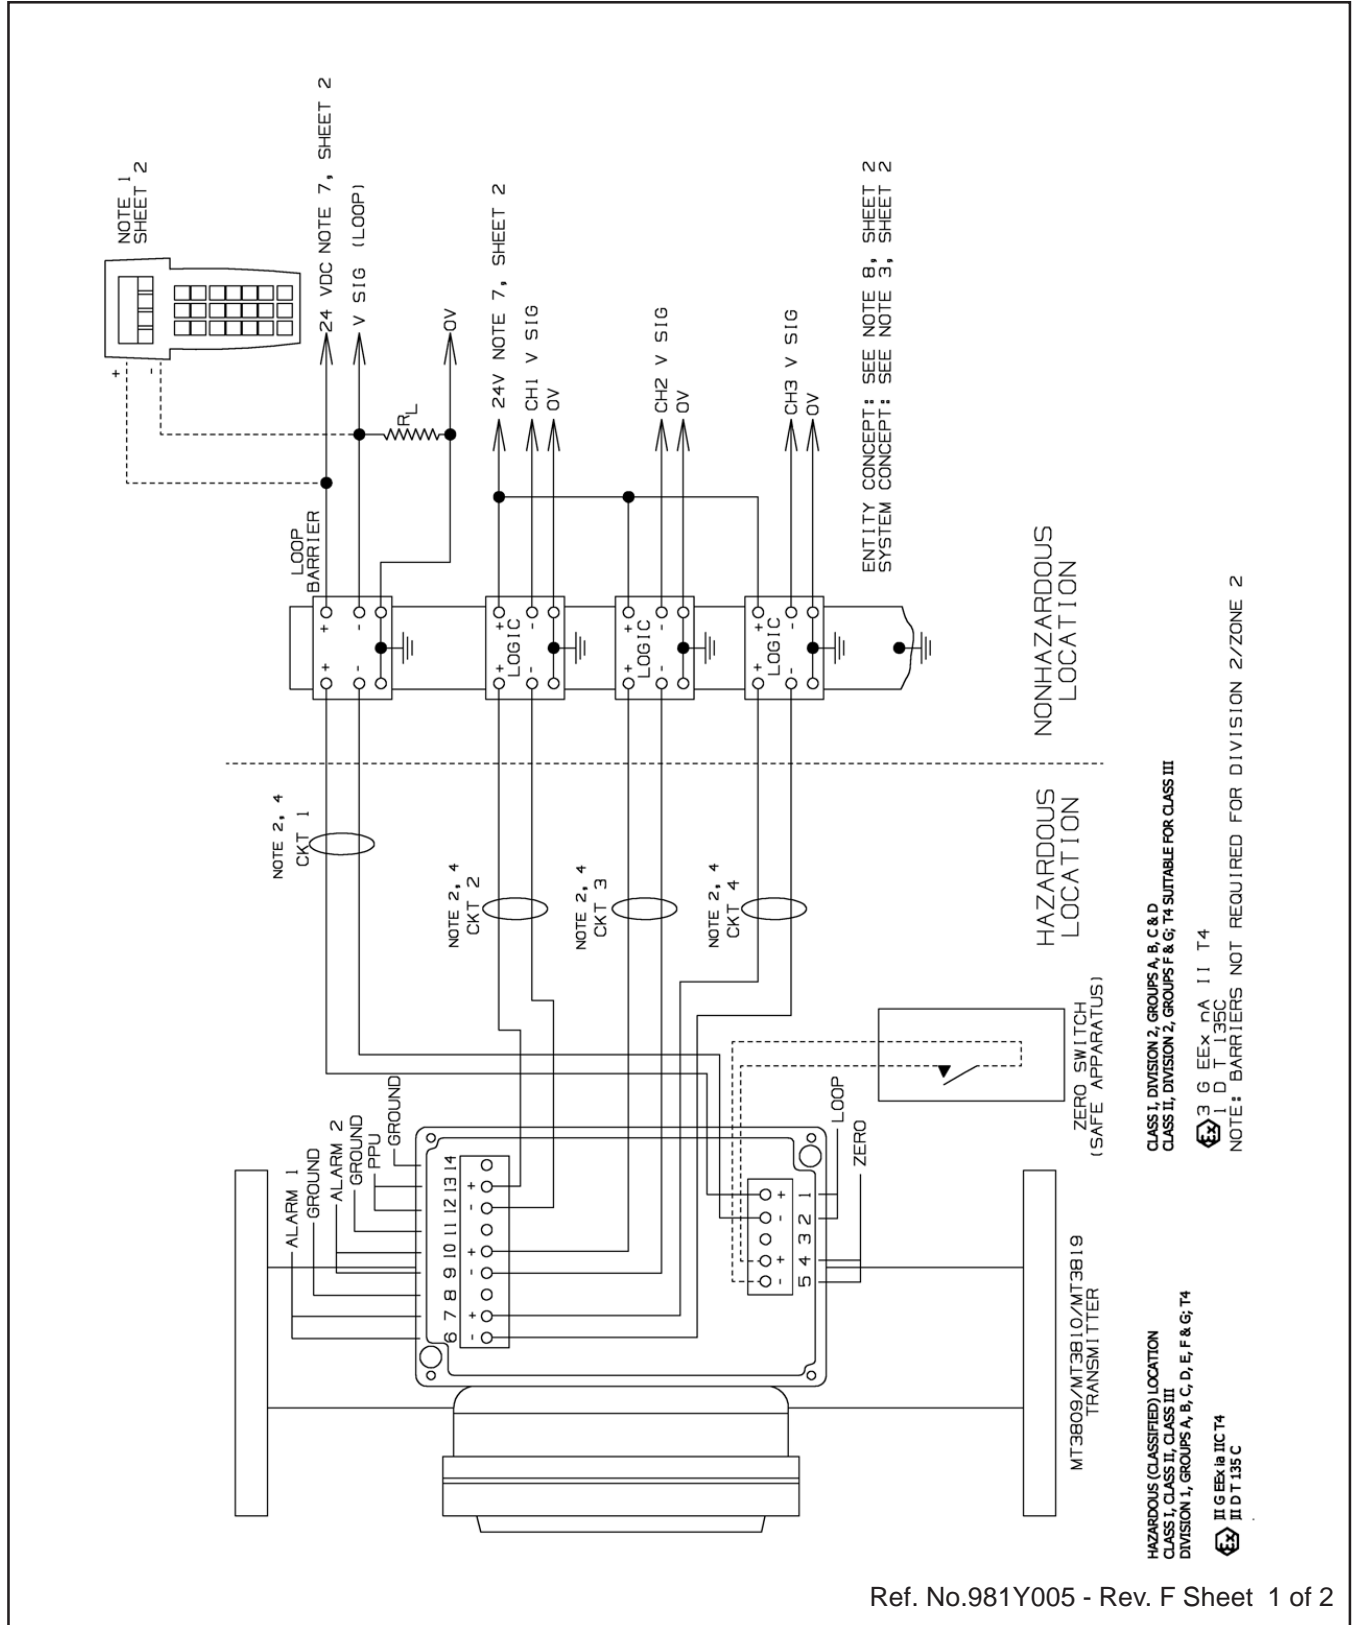 NOTE 1
SHEET 2
+
-
24 VDC NOTE 7, SHEET 2
V SIG (LOOP)
0V
RL
LOOP
BARRIER
+
-
+
-
24V NOTE 7, SHEET 2
CH1 V SIG
0V
CH2 V SIG
0V
CH3 V SIG
0V
+
-
LOGIC
+
-
+
-
LOGIC
+
-
+
-
LOGIC
+
-
ENTITY CONCEPT: SEE NOTE 8, SHEET 2
SYSTEM CONCEPT: SEE NOTE 3, SHEET 2
NONHAZARDOUS
LOCATION
HAZARDOUS
LOCATION
NOTE 2, 4
CKT 1
NOTE 2, 4
CKT 2
NOTE 2, 4
CKT 3
NOTE 2, 4
CKT 4
ALARM 1
GROUND
ALARM 2
GROUND
PPU
GROUND
6 7 8 9 10 11 12 13 14
- + - + - +
LOOP
ZERO
5 4 3 2 1
- + - +
ZERO SWITCH
(SAFE APPARATUS)
MT3809/MT3810/MT3819
TRANSMITTER
HAZARDOUS (CLASSIFIED) LOCATION
CLASS I, CLASS II, CLASS III
DIVISION 1, GROUPS A, B, C, D, E, F & G; T4
Ex II G EEx ia IIC T4
II D T 135 C
CLASS I, DIVISION 2, GROUPS A, B, C & D
CLASS II, DIVISION 2, GROUPS F & G; T4 SUITABLE FOR CLASS III
Ex 3 G EEx nA II T4
1 D T 135C
NOTE: BARRIERS NOT REQUIRED FOR DIVISION 2/ZONE 2
Ref. No.981Y005 - Rev. F Sheet 1 of 2